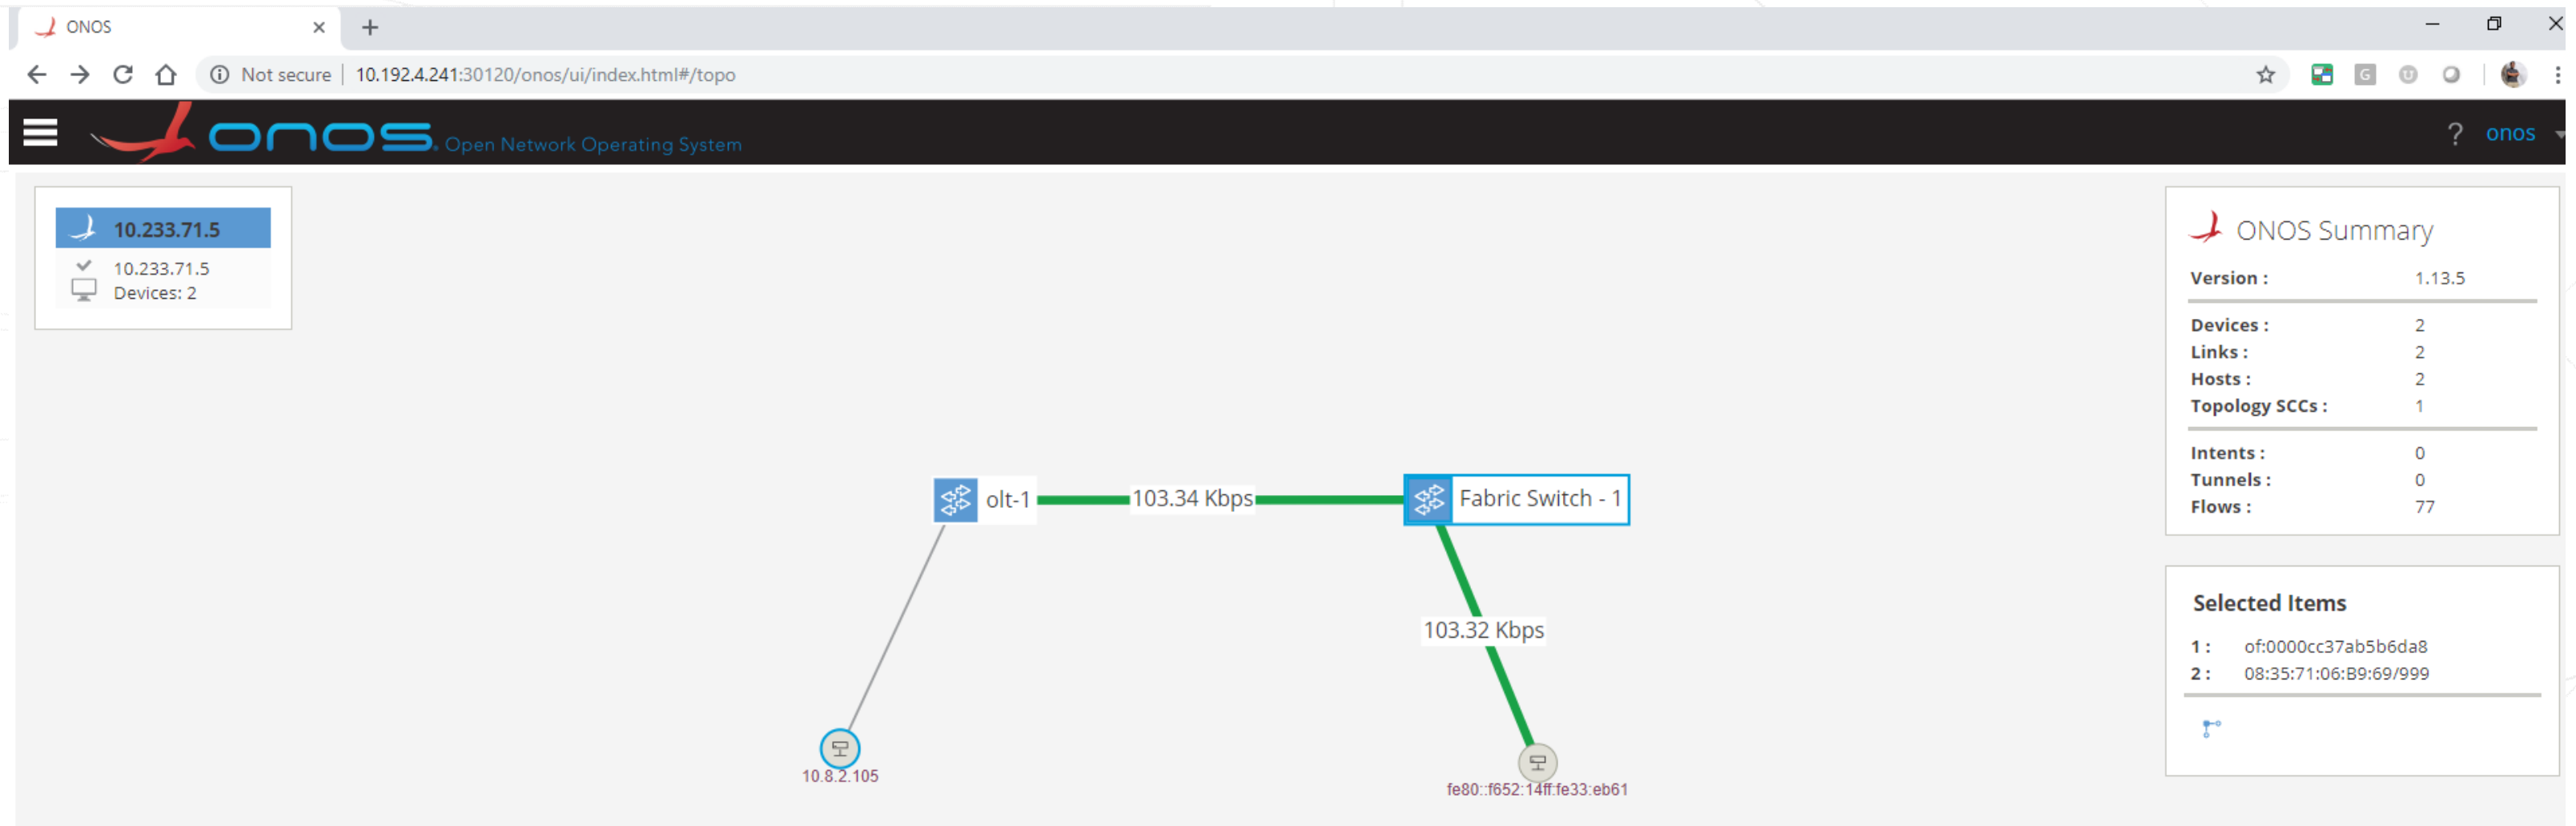 ONOS
Not secure | 10.192.4.241:30120/onos/ui/index.html#/topo
G
onos. Open Network Operating System
? onos
10.233.71.5
10.233.71.5
Devices: 2
olt-1
103.34 Kbps
Fabric Switch - 1
103.32 Kbps
10.8.2.105
fe80::f652:14ff:fe33:eb61
ONOS Summary
Version : 1.13.5
Devices : 2
Links : 2
Hosts : 2
Topology SCCs : 1
Intents : 0
Tunnels : 0
Flows : 77
Selected Items
1 : of:0000cc37ab5b6da8
2 : 08:35:71:06:B9:69/999